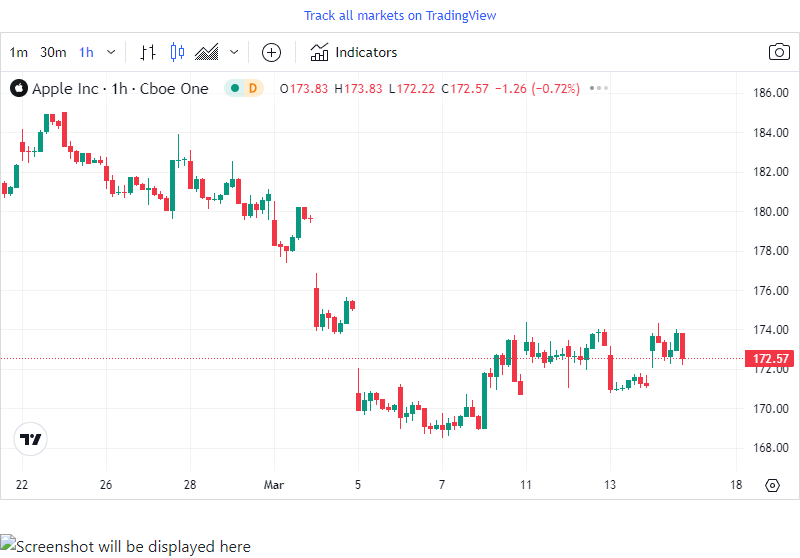 Track all markets on TradingView
1m 30m 1h Indicators
Apple Inc · 1h · Cboe One D O173.83 H173.83 L172.22 C172.57 −1.26 (−0.72%)
186.00
184.00
182.00
180.00
178.00
176.00
174.00
172.57
172.00
170.00
168.00
22 26 28 Mar 5 7 11 13 18
Screenshot will be displayed here